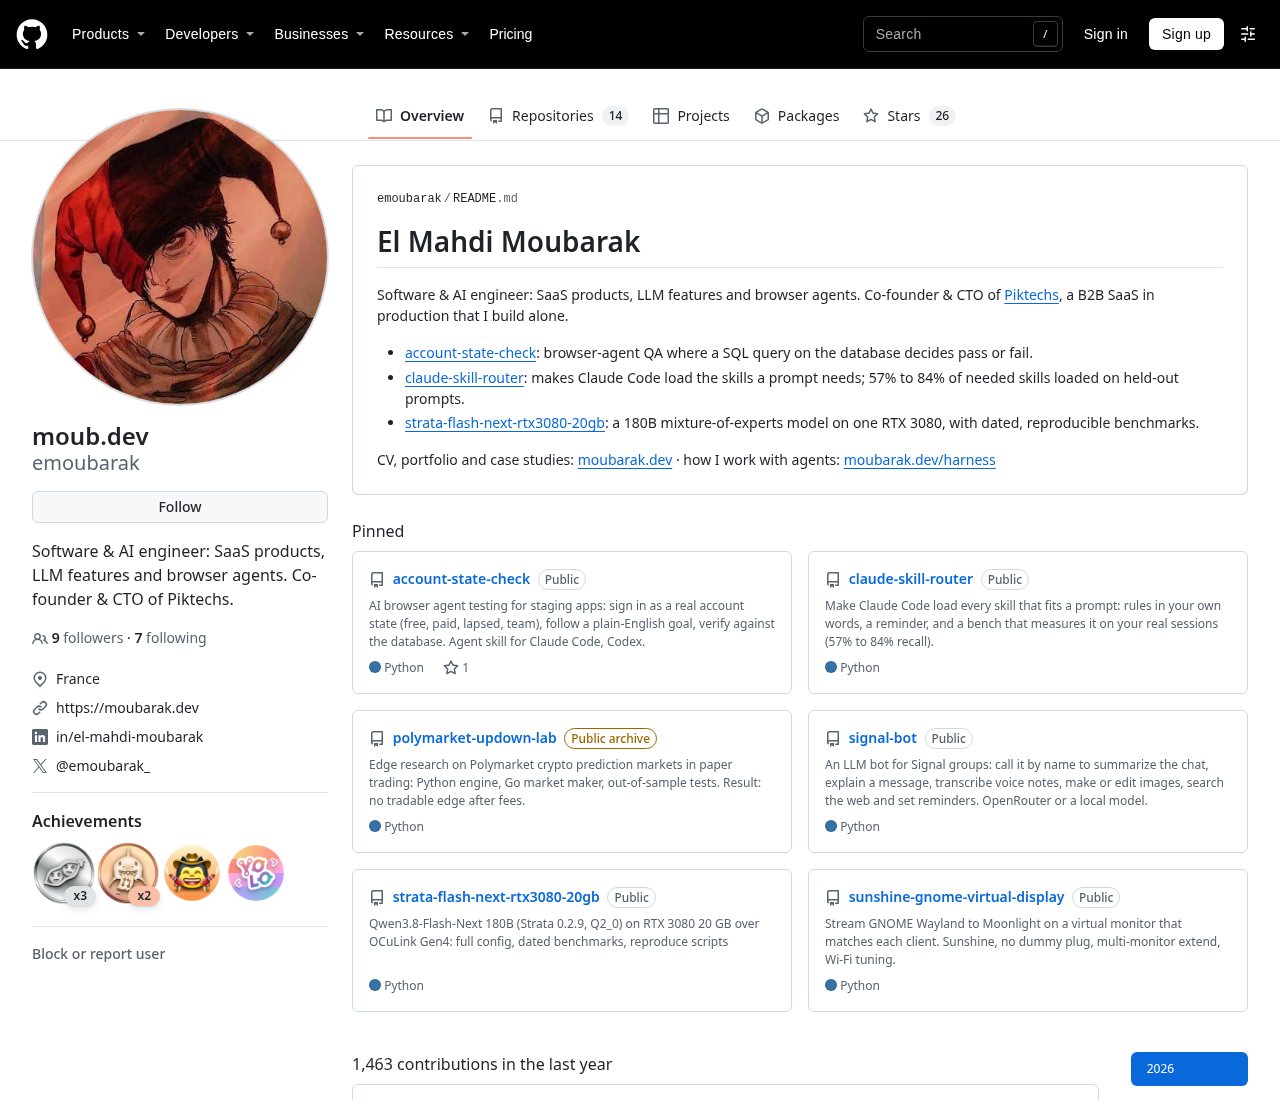 Products
Developers
Businesses
Resources
Pricing
Search
/
Sign in
Sign up
Overview
Repositories 14
Projects
Packages
Stars 26
moub.dev
emoubarak
Follow
Software & AI engineer: SaaS products,
LLM features and browser agents. Co-
founder & CTO of Piktechs.
9 followers · 7 following
France
https://moubarak.dev
in/el-mahdi-moubarak
@emoubarak_
Achievements
x3
x2
YOLO
Block or report user
emoubarak/README.md
El Mahdi Moubarak
Software & AI engineer: SaaS products, LLM features and browser agents. Co-founder & CTO of Piktechs, a B2B SaaS in
production that I build alone.
account-state-check: browser-agent QA where a SQL query on the database decides pass or fail.
claude-skill-router: makes Claude Code load the skills a prompt needs; 57% to 84% of needed skills loaded on held-out
prompts.
strata-flash-next-rtx3080-20gb: a 180B mixture-of-experts model on one RTX 3080, with dated, reproducible benchmarks.
CV, portfolio and case studies: moubarak.dev · how I work with agents: moubarak.dev/harness
Pinned
account-state-check Public
AI browser agent testing for staging apps: sign in as a real account
state (free, paid, lapsed, team), follow a plain-English goal, verify against
the database. Agent skill for Claude Code, Codex.
Python 1
claude-skill-router Public
Make Claude Code load every skill that fits a prompt: rules in your own
words, a reminder, and a bench that measures it on your real sessions
(57% to 84% recall).
Python
polymarket-updown-lab Public archive
Edge research on Polymarket crypto prediction markets in paper
trading: Python engine, Go market maker, out-of-sample tests. Result:
no tradable edge after fees.
Python
signal-bot Public
An LLM bot for Signal groups: call it by name to summarize the chat,
explain a message, transcribe voice notes, make or edit images, search
the web and set reminders. OpenRouter or a local model.
Python
strata-flash-next-rtx3080-20gb Public
Qwen3.8-Flash-Next 180B (Strata 0.2.9, Q2_0) on RTX 3080 20 GB over
OCuLink Gen4: full config, dated benchmarks, reproduce scripts
Python
sunshine-gnome-virtual-display Public
Stream GNOME Wayland to Moonlight on a virtual monitor that
matches each client. Sunshine, no dummy plug, multi-monitor extend,
Wi-Fi tuning.
Python
1,463 contributions in the last year
2026